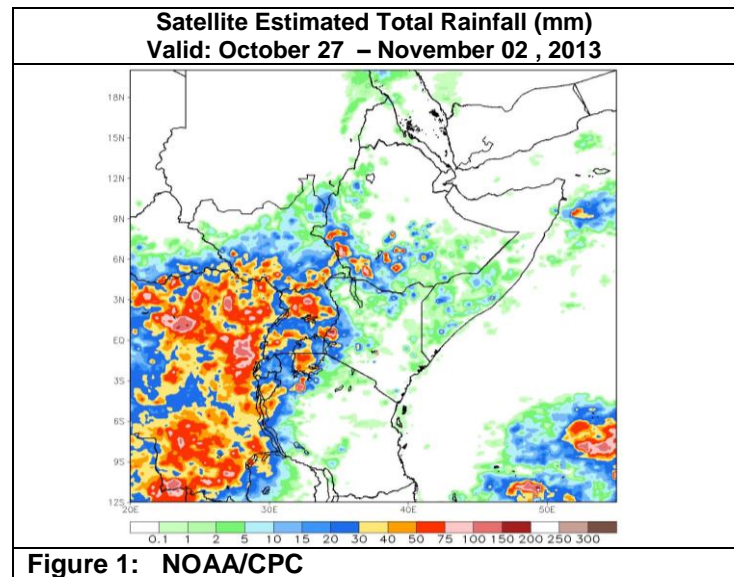 Satellite Estimated Total Rainfall (mm)
Valid: October 27 – November 02 , 2013
18N
15N
12N
9N
6N
3N
EQ
3S
6S
9S
12S
20E 30E 40E 50E
0.1 1 2 5 10 15 20 30 40 50 75 100 150 200 250 300
Figure 1: NOAA/CPC